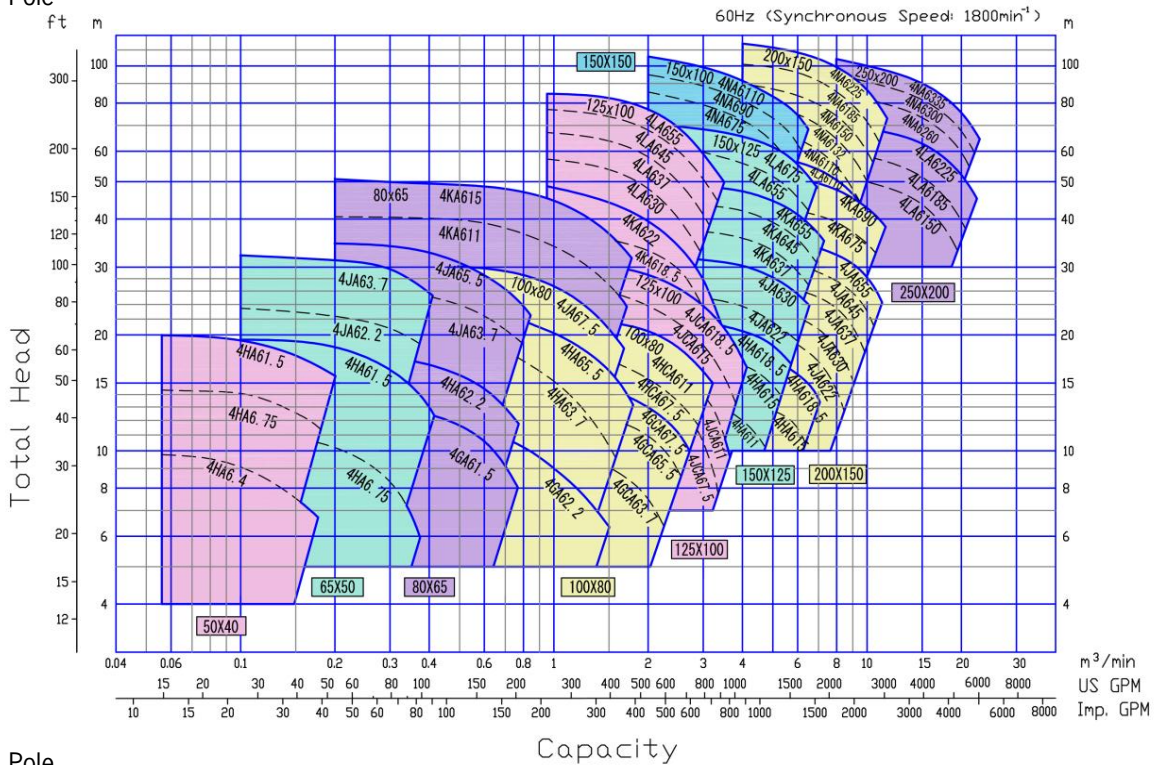 Pole
ft m 60Hz (Synchronous Speed: 1800min⁻¹) m
300 100 100
80 80
200 60 60
150 50 50
120 40 40
100 30 30
80
60 20 20
50 15 15
40
30 10 10
8 8
20 6 6
15
12 4 4
Total Head
150X150
150x100 4NA6110
4NA690
4NA675
200x150 4NA6225
4NA6185
4NA6150
4NA6132
4NA6110
4LA6110
250x200 4NA6335
4NA6300
4NA6260
4LA6225
4LA6185
4LA6150
125x100 4LA655
4LA645
4LA637
4LA630
150x125 4LA675
4LA655
80x65 4KA615
4KA611
4KA622
4KA618.5
4KA655
4KA645
4KA637
4KA690
4KA675
4JA63.7
4JA62.2
4JA65.5
4JA63.7
100x80 4JA67.5
125x100 4JCA618.5
4JCA615
4JCA611
4JCA67.5
4JA630
4JA622
4JA655
4JA645
4JA637
4JA630
4JA622
250X200
4HA61.5
4HA6.75
4HA6.4
4HA61.5
4HA6.75
4HA62.2
4GA61.5
4HA65.5
4HA63.7
4GA62.2
100x80 4HCA611
4HCA67.5
4GCA67.5
4GCA65.5
4GCA63.7
4HA618.5
4HA615
4HA611
4HA618.5
4HA615
150X125 200X150
125X100
65X50 80X65 100X80
50X40
0.04 0.06 0.1 0.2 0.3 0.4 0.6 0.8 1 2 3 4 6 8 10 15 20 30 m³/min
15 20 30 40 50 60 80 100 150 200 300 400 500 600 800 1000 1500 2000 3000 4000 6000 8000 US GPM
10 15 20 30 40 50 60 80 100 150 200 300 400 500 600 800 1000 1500 2000 3000 4000 6000 8000 Imp. GPM
Capacity
Pole